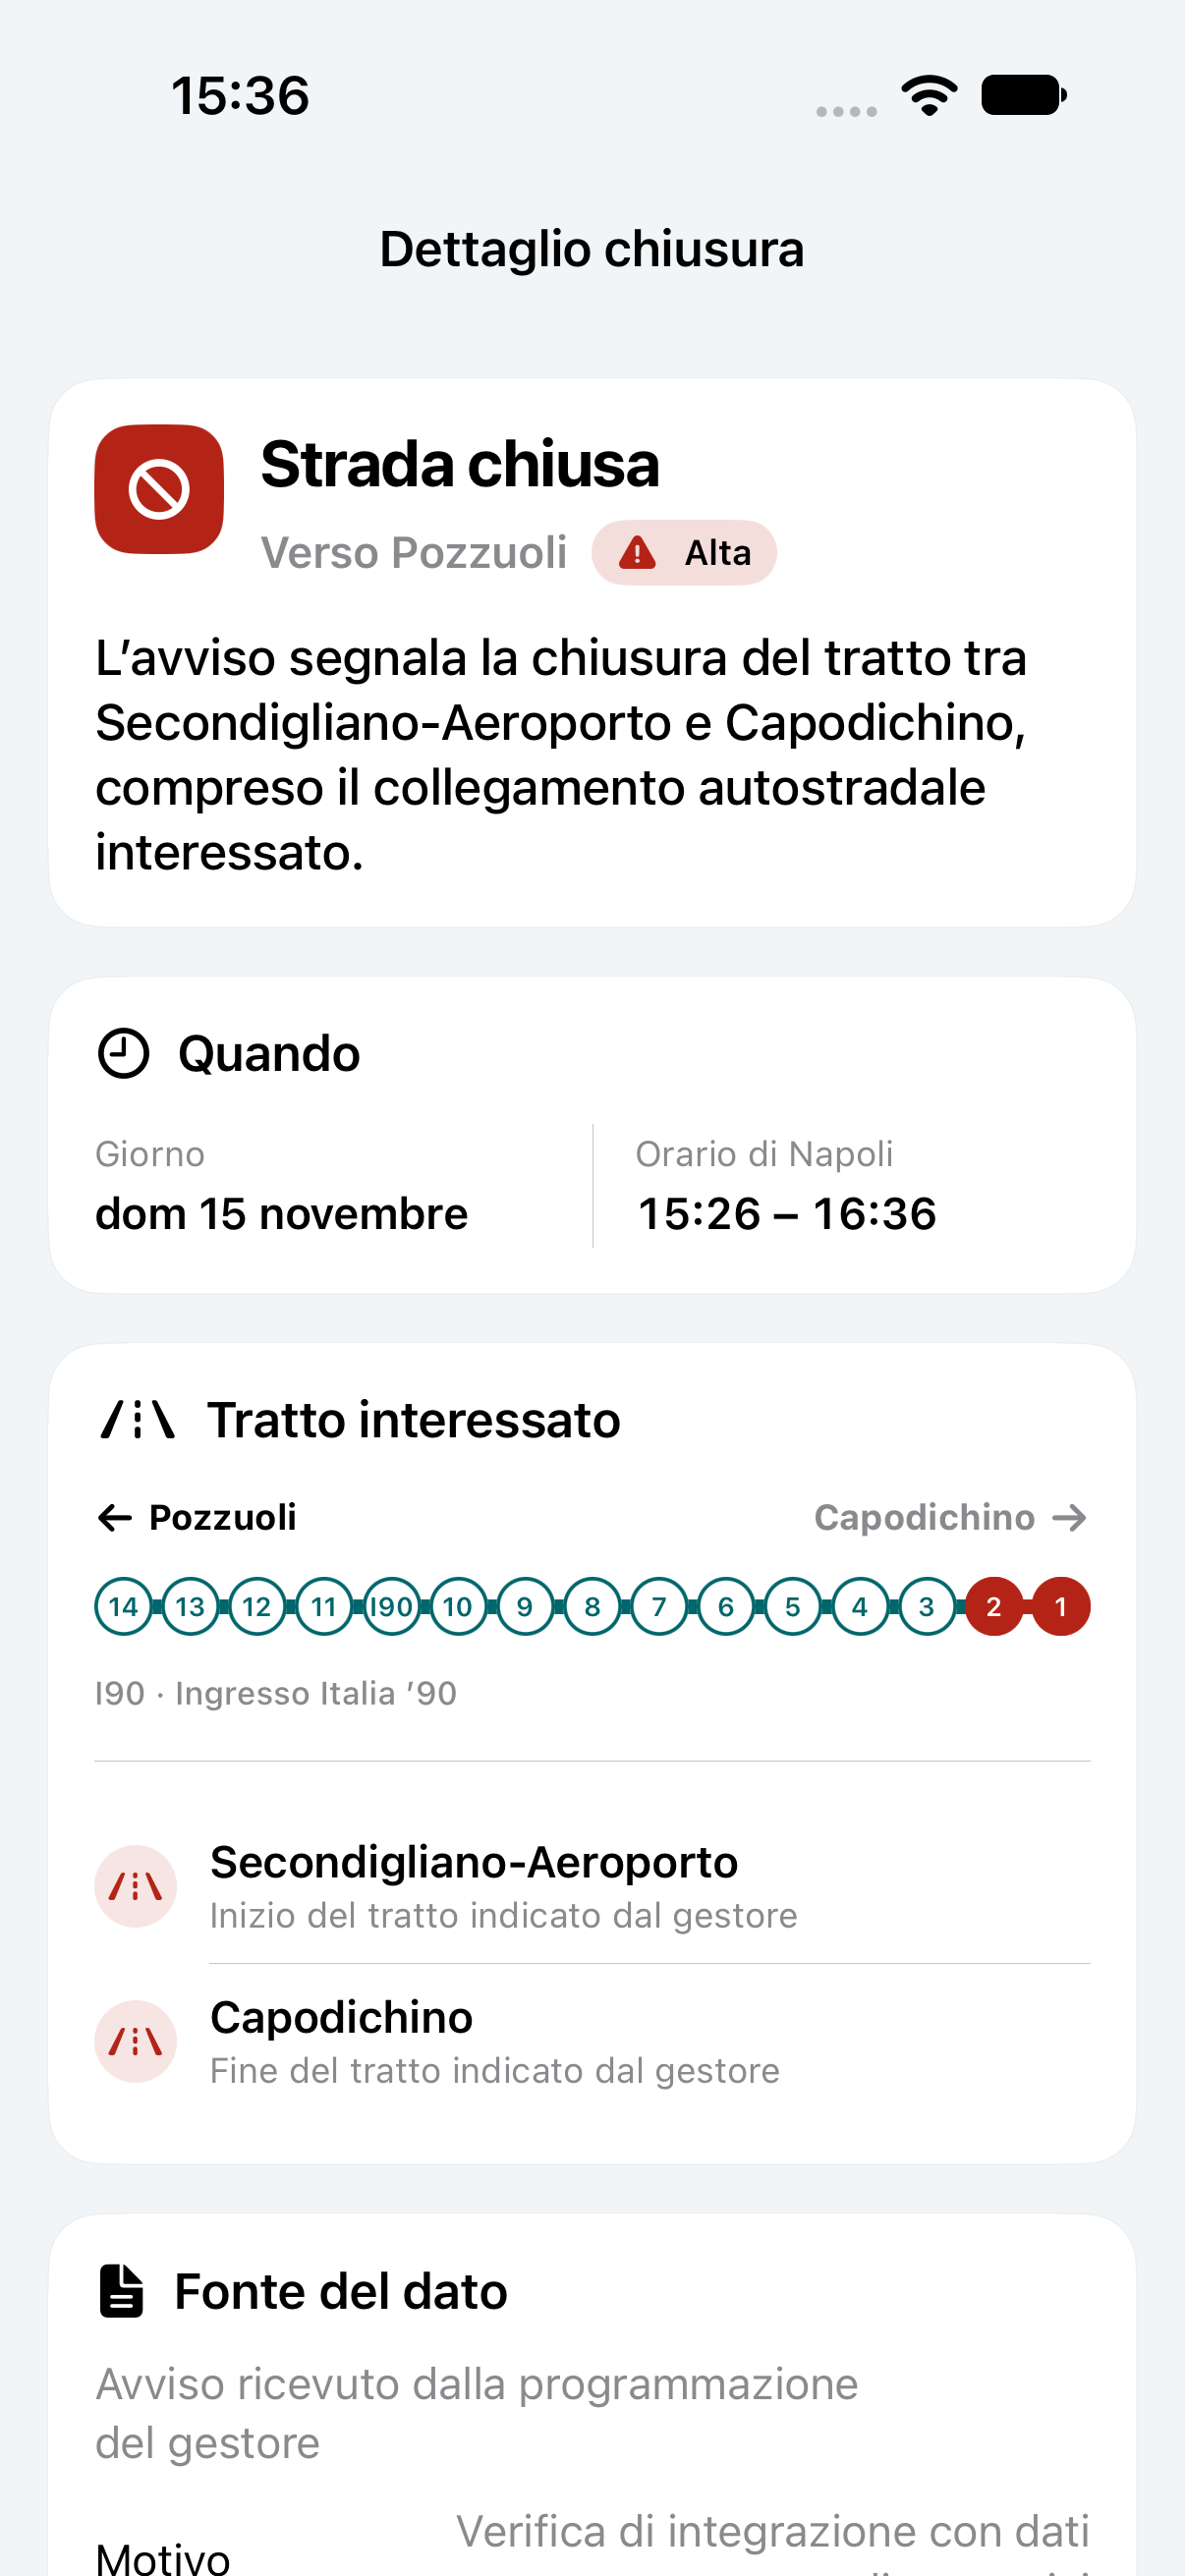 15:36
Dettaglio chiusura
Strada chiusa
Verso Pozzuoli
Alta
L’avviso segnala la chiusura del tratto tra
Secondigliano-Aeroporto e Capodichino,
compreso il collegamento autostradale
interessato.
Quando
Giorno
dom 15 novembre
Orario di Napoli
15:26 – 16:36
Tratto interessato
← Pozzuoli
Capodichino →
14 13 12 11 I90 10 9 8 7 6 5 4 3 2 1
I90 · Ingresso Italia ’90
Secondigliano-Aeroporto
Inizio del tratto indicato dal gestore
Capodichino
Fine del tratto indicato dal gestore
Fonte del dato
Avviso ricevuto dalla programmazione
del gestore
Motivo
Verifica di integrazione con dati